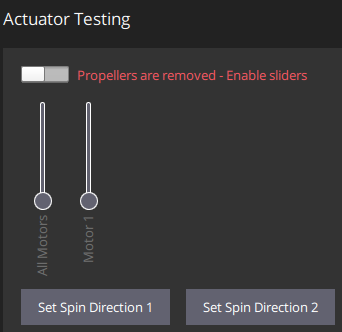 Actuator Testing
Propellers are removed - Enable sliders
All Motors
Motor 1
Set Spin Direction 1
Set Spin Direction 2